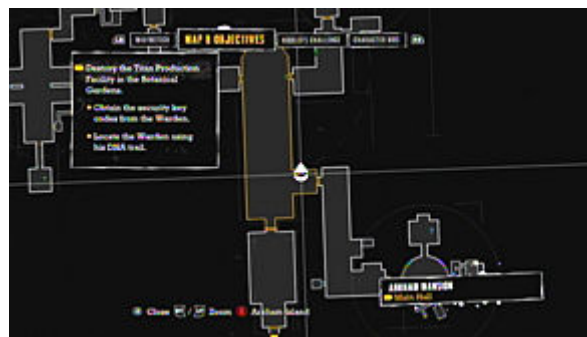 MAP & OBJECTIVES
RIDDLER'S CHALLENGE
CHARACTER BIOS
Destroy the Titan Production
Facility in the Botanical
Gardens.
Obtain the security key
codes from the Warden.
Locate the Warden using
his DNA trail.
ARKHAM MANSION
Main Hall
Close
Zoom
Arkham Island